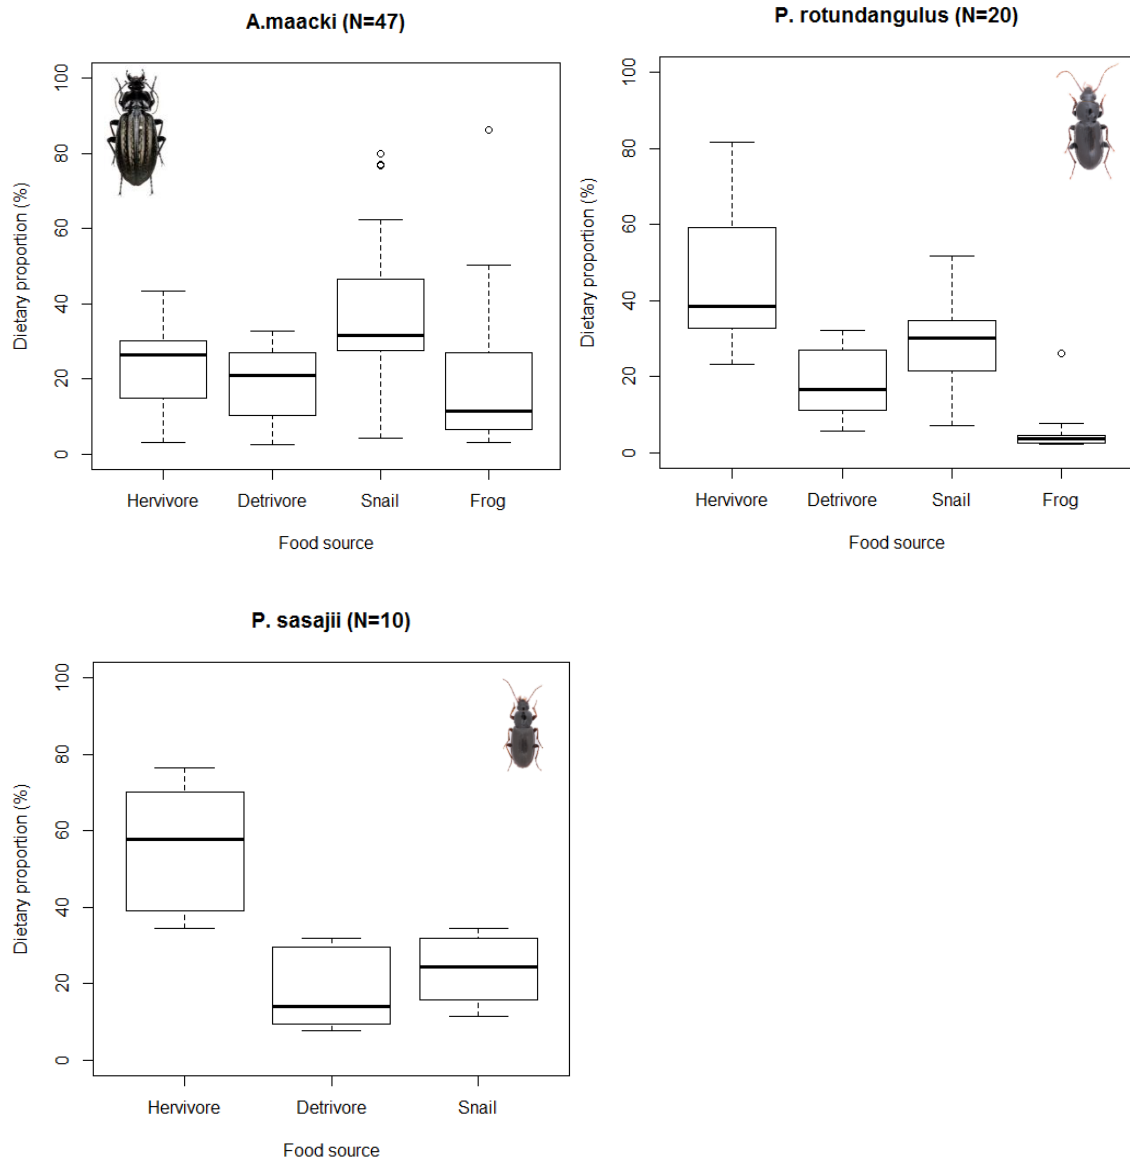 A.maacki (N=47)
Dietary proportion (%)
100
80
60
40
20
0
Hervivore Detrivore Snail Frog
Food source
P. rotundangulus (N=20)
Dietary proportion (%)
100
80
60
40
20
0
Hervivore Detrivore Snail Frog
Food source
P. sasajii (N=10)
Dietary proportion (%)
100
80
60
40
20
0
Hervivore Detrivore Snail
Food source